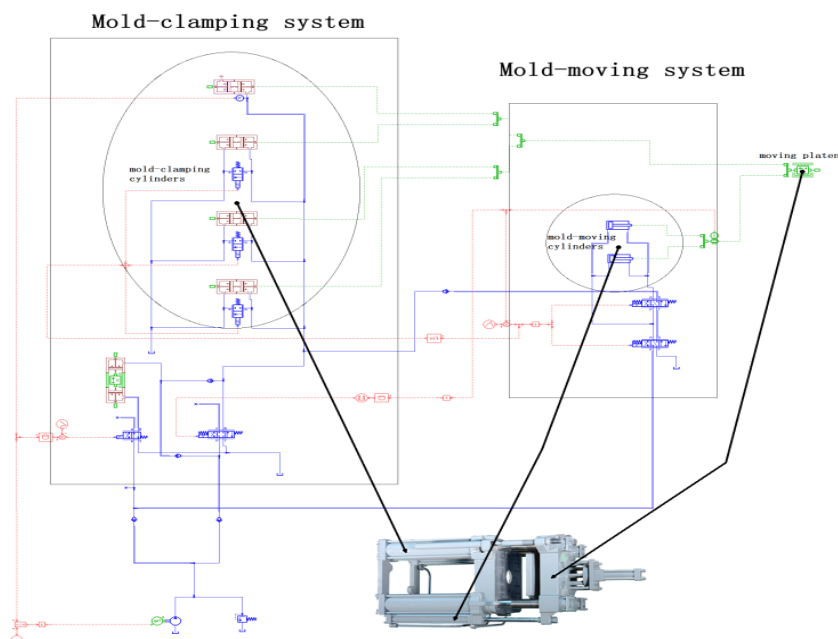 Mold-clamping system
Mold-moving system
mold-clamping
cylinders
moving platen
mold-moving
cylinders